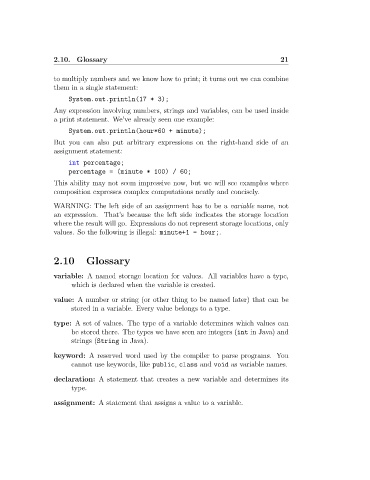 2.10. Glossary 21
to multiply numbers and we know how to print; it turns out we can combine
them in a single statement:
System.out.println(17 * 3);
Any expression involving numbers, strings and variables, can be used inside
a print statement. We've already seen one example:
System.out.println(hour*60 + minute);
But you can also put arbitrary expressions on the right-hand side of an
assignment statement:
int percentage;
percentage = (minute * 100) / 60;
This ability may not seem impressive now, but we will see examples where
composition expresses complex computations neatly and concisely.
WARNING: The left side of an assignment has to be a variable name, not
an expression. That's because the left side indicates the storage location
where the result will go. Expressions do not represent storage locations, only
values. So the following is illegal: minute+1 = hour;.
2.10 Glossary
variable: A named storage location for values. All variables have a type,
which is declared when the variable is created.
value: A number or string (or other thing to be named later) that can be
stored in a variable. Every value belongs to a type.
type: A set of values. The type of a variable determines which values can
be stored there. The types we have seen are integers (int in Java) and
strings (String in Java).
keyword: A reserved word used by the compiler to parse programs. You
cannot use keywords, like public, class and void as variable names.
declaration: A statement that creates a new variable and determines its
type.
assignment: A statement that assigns a value to a variable.